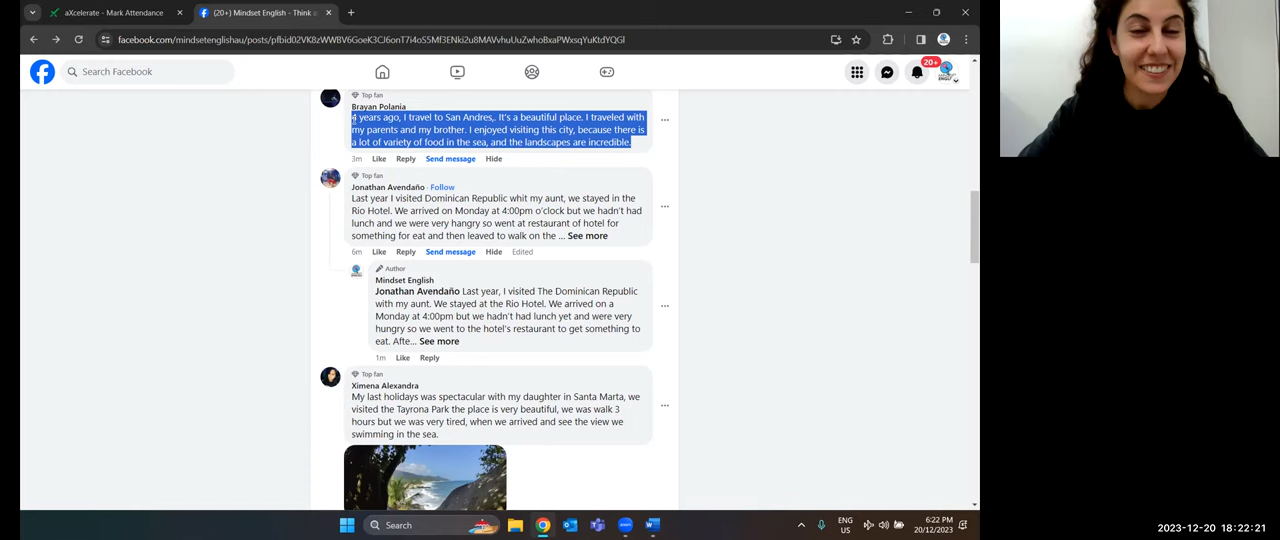 aXcelerate - Mark Attendance
(20+) Mindset English - Think a
facebook.com/mindsetenglishau/posts/pfbid02VK8zWWBV6GoeK3CJ6onT7i4oS5Mf3ENki2u8MAVvhuUuZwhoBxaPWxsqYuKtdYQGl
Search Facebook
20+
Top fan
Brayan Polania
4 years ago, I travel to San Andres,. It's a beautiful place. I traveled with
my parents and my brother. I enjoyed visiting this city, because there is
a lot of variety of food in the sea, and the landscapes are incredible.
3m Like Reply Send message Hide
Top fan
Jonathan Avendaño · Follow
Last year I visited Dominican Republic whit my aunt, we stayed in the
Rio Hotel. We arrived on Monday at 4:00pm o'clock but we hadn't had
lunch and we were very hangry so went at restaurant of hotel for
something for eat and then leaved to walk on the ... See more
6m Like Reply Send message Hide Edited
Author
Mindset English
Jonathan Avendaño Last year, I visited The Dominican Republic
with my aunt. We stayed at the Rio Hotel. We arrived on a
Monday at 4:00pm but we hadn't had lunch yet and were very
hungry so we went to the hotel's restaurant to get something to
eat. Afte... See more
1m Like Reply
Top fan
Ximena Alexandra
My last holidays was spectacular with my daughter in Santa Marta, we
visited the Tayrona Park the place is very beautiful, we was walk 3
hours but we was very tired, when we arrived and see the view we
swimming in the sea.
Search
ENG
US
6:22 PM
20/12/2023
2023-12-20 18:22:21